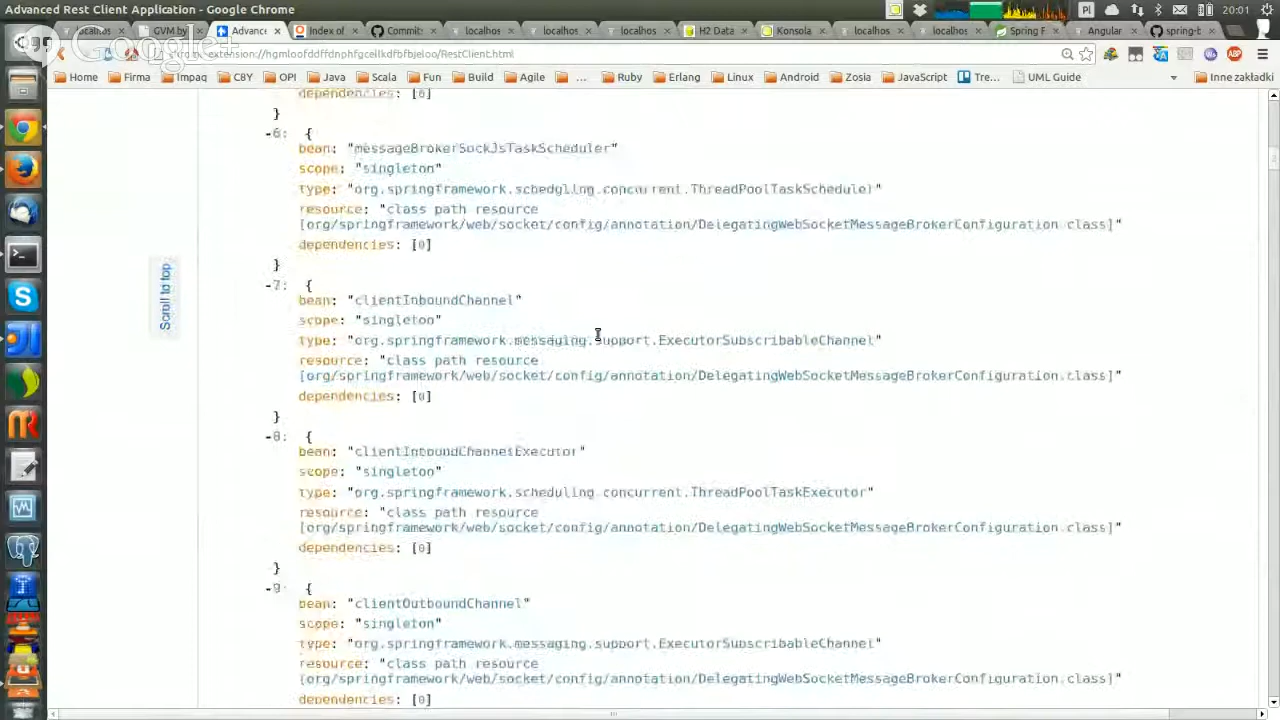 Advanced Rest Client Application - Google Chrome
Pl
20:01
Google+
localhos
GVM by
Advanc
Index of
Commit
localhos
localhos
localhos
H2 Data
Konsola
localhos
localhos
Spring F
Angular
spring-b
Home
Firma
Impaq
C8Y
OPI
Java
Scala
Fun
Build
Agile
...
Ruby
Erlang
Linux
Android
Zosia
JavaScript
Tre...
UML Guide
Inne zakładki
dependencies: [0]
}
-6: {
bean: "messageBrokerSockJsTaskScheduler"
scope: "singleton"
type: "org.springframework.scheduling.concurrent.ThreadPoolTaskScheduler"
resource: "class path resource
[org/springframework/web/socket/config/annotation/DelegatingWebSocketMessageBrokerConfiguration.class]"
dependencies: [0]
}
-7: {
bean: "clientInboundChannel"
scope: "singleton"
type: "org.springframework.messaging.support.ExecutorSubscribableChannel"
resource: "class path resource
[org/springframework/web/socket/config/annotation/DelegatingWebSocketMessageBrokerConfiguration.class]"
dependencies: [0]
}
-8: {
bean: "clientInboundChannelExecutor"
scope: "singleton"
type: "org.springframework.scheduling.concurrent.ThreadPoolTaskExecutor"
resource: "class path resource
[org/springframework/web/socket/config/annotation/DelegatingWebSocketMessageBrokerConfiguration.class]"
dependencies: [0]
}
-9: {
bean: "clientOutboundChannel"
scope: "singleton"
type: "org.springframework.messaging.support.ExecutorSubscribableChannel"
resource: "class path resource
[org/springframework/web/socket/config/annotation/DelegatingWebSocketMessageBrokerConfiguration.class]"
dependencies: [0]
Scroll to top